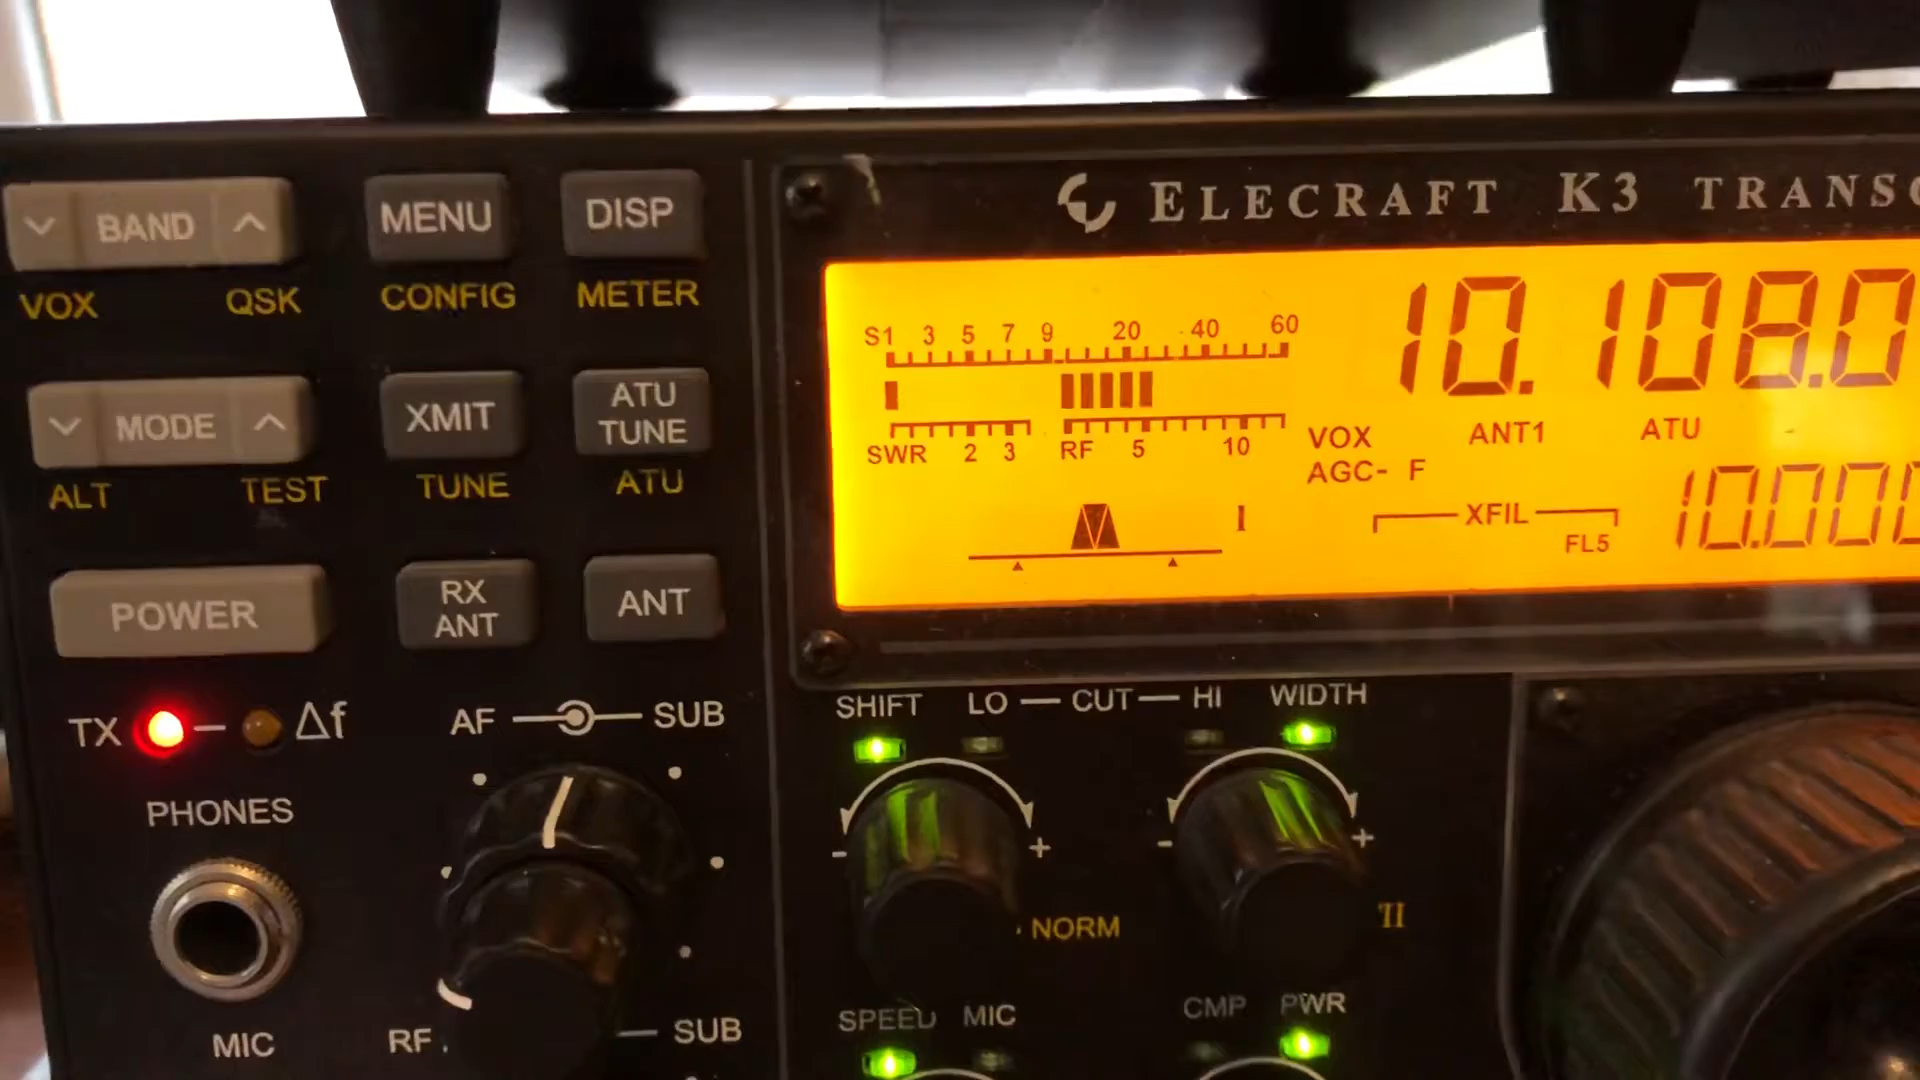 ELECRAFT K3
BAND MENU DISP
VOX QSK CONFIG METER
MODE XMIT ATU TUNE
ALT TEST TUNE ATU
POWER RX ANT ANT
TX Δf
AF SUB
PHONES
MIC
RF SUB
S1 3 5 7 9 20 40 60
SWR 2 3 RF 5 10
10.108.0
VOX ANT1 ATU
AGC- F
I XFIL
FL5
10.000
SHIFT LO CUT HI WIDTH
- + - +
NORM
SPEED MIC CMP PWR